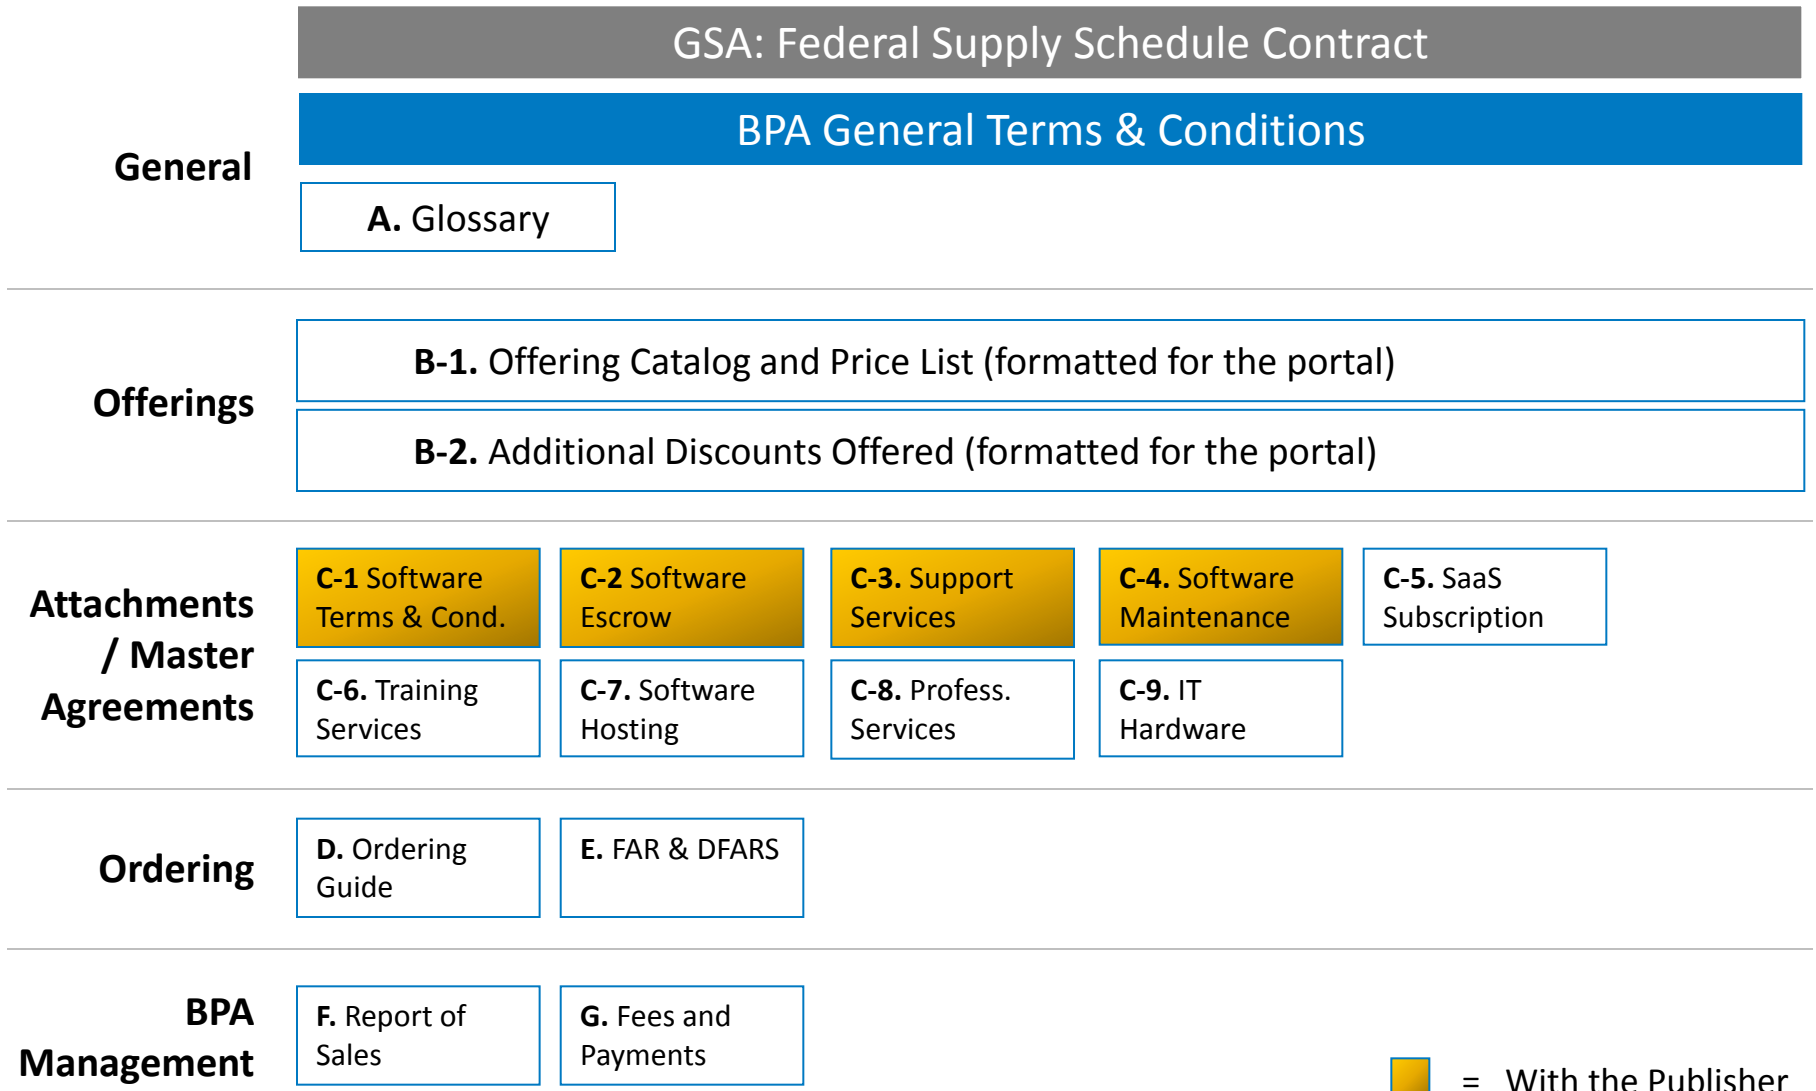 GSA: Federal Supply Schedule Contract
BPA General Terms & Conditions
General
A. Glossary
Offerings
B-1. Offering Catalog and Price List (formatted for the portal)
B-2. Additional Discounts Offered (formatted for the portal)
Attachments
/ Master
Agreements
C-1 Software
Terms & Cond.
C-2 Software
Escrow
C-3. Support
Services
C-4. Software
Maintenance
C-5. SaaS
Subscription
C-6. Training
Services
C-7. Software
Hosting
C-8. Profess.
Services
C-9. IT
Hardware
Ordering
D. Ordering
Guide
E. FAR & DFARS
BPA
Management
F. Report of
Sales
G. Fees and
Payments
= With the Publisher